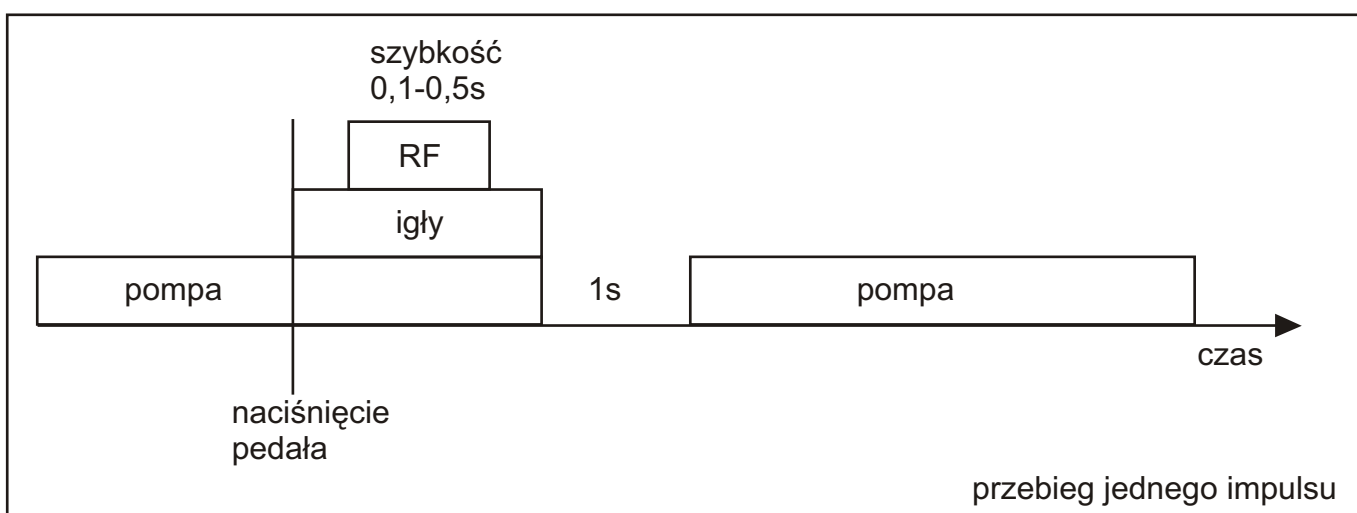 szybkość
0,1-0,5s
RF
igły
pompa
1s
pompa
czas
naciśnięcie
pedała
przebieg jednego impulsu